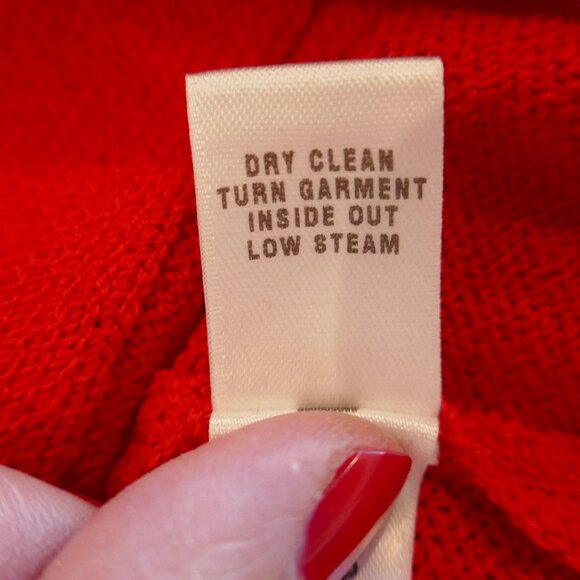 DRY CLEAN
TURN GARMENT
INSIDE OUT
LOW STEAM